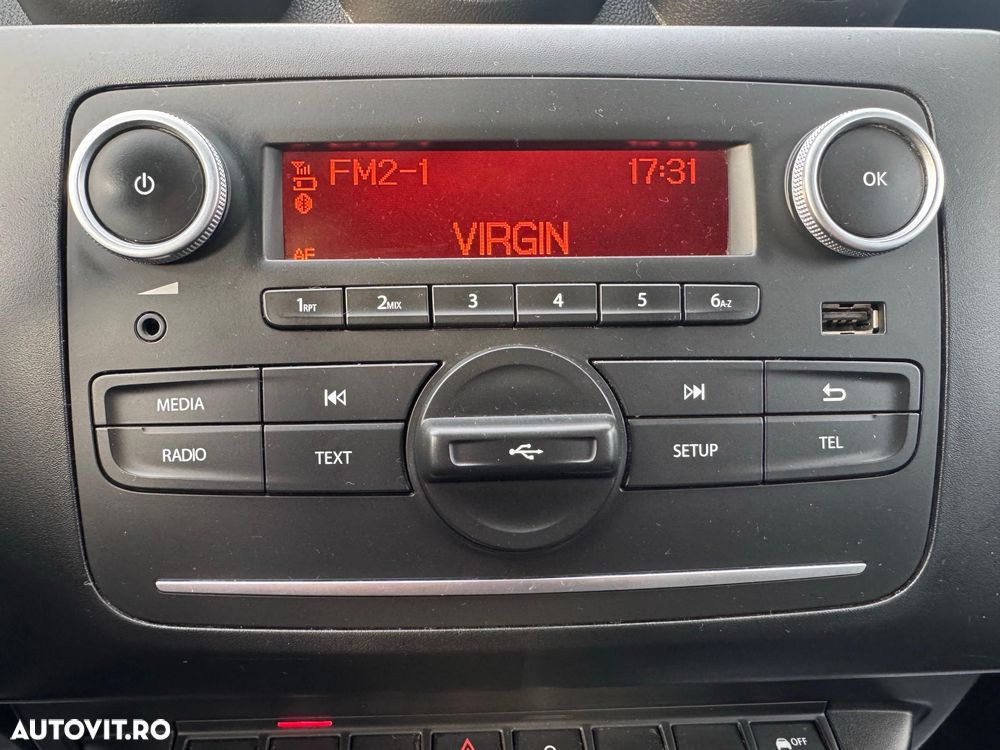 FM2-1 17:31
VIRGIN
AF
OK
1RPT 2MIX 3 4 5 6A-Z
MEDIA
RADIO TEXT SETUP TEL
AUTOVIT.RO
OFF